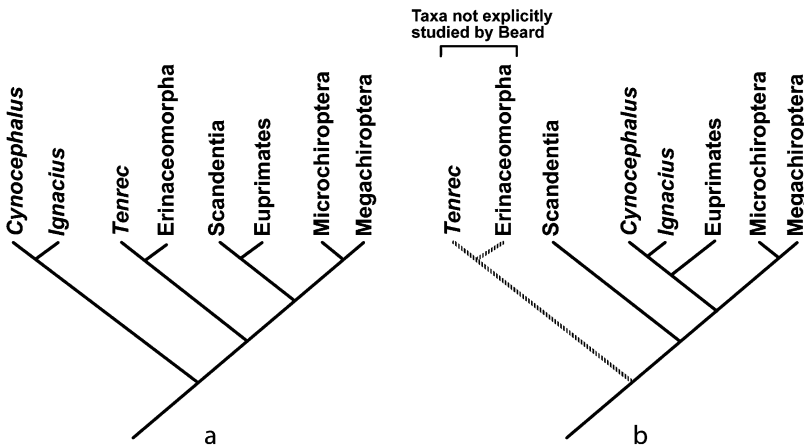 Taxa not explicitly
studied by Beard
Cynocephalus
Ignacius
Tenrec
Erinaceomorpha
Scandentia
Euprimates
Microchiroptera
Megachiroptera
Tenrec
Erinaceomorpha
Scandentia
Cynocephalus
Ignacius
Euprimates
Microchiroptera
Megachiroptera
a
b